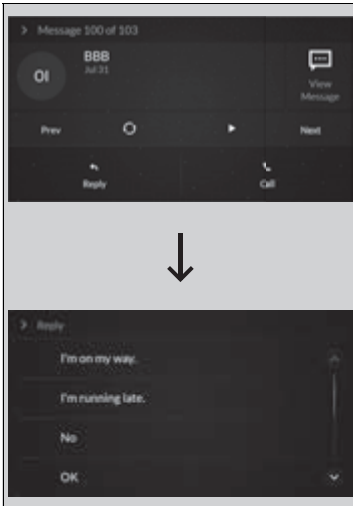 Message 100 of 103
OI
BBB
Jul 31
View
Message
Prev
Next
Reply
Call
Reply
I'm on my way.
I'm running late.
No
OK